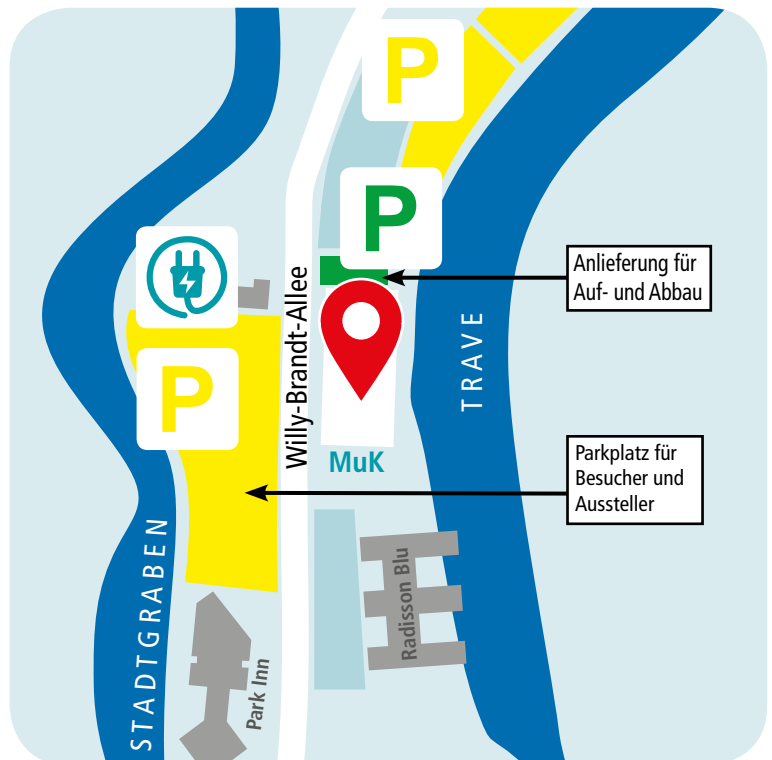 P
P
Anlieferung für
Auf- und Abbau
Willy-Brandt-Allee
TRAVE
P
MuK
Parkplatz für
Besucher und
Aussteller
STADTGRABEN
Radisson Blu
Park Inn